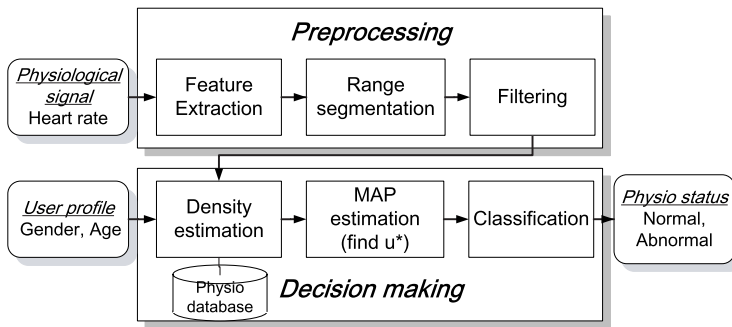 Preprocessing
Physiological
signal
Heart rate
Feature
Extraction
Range
segmentation
Filtering
User profile
Gender, Age
Density
estimation
MAP
estimation
(find u*)
Classification
Physio status
Normal,
Abnormal
Physio
database
Decision making